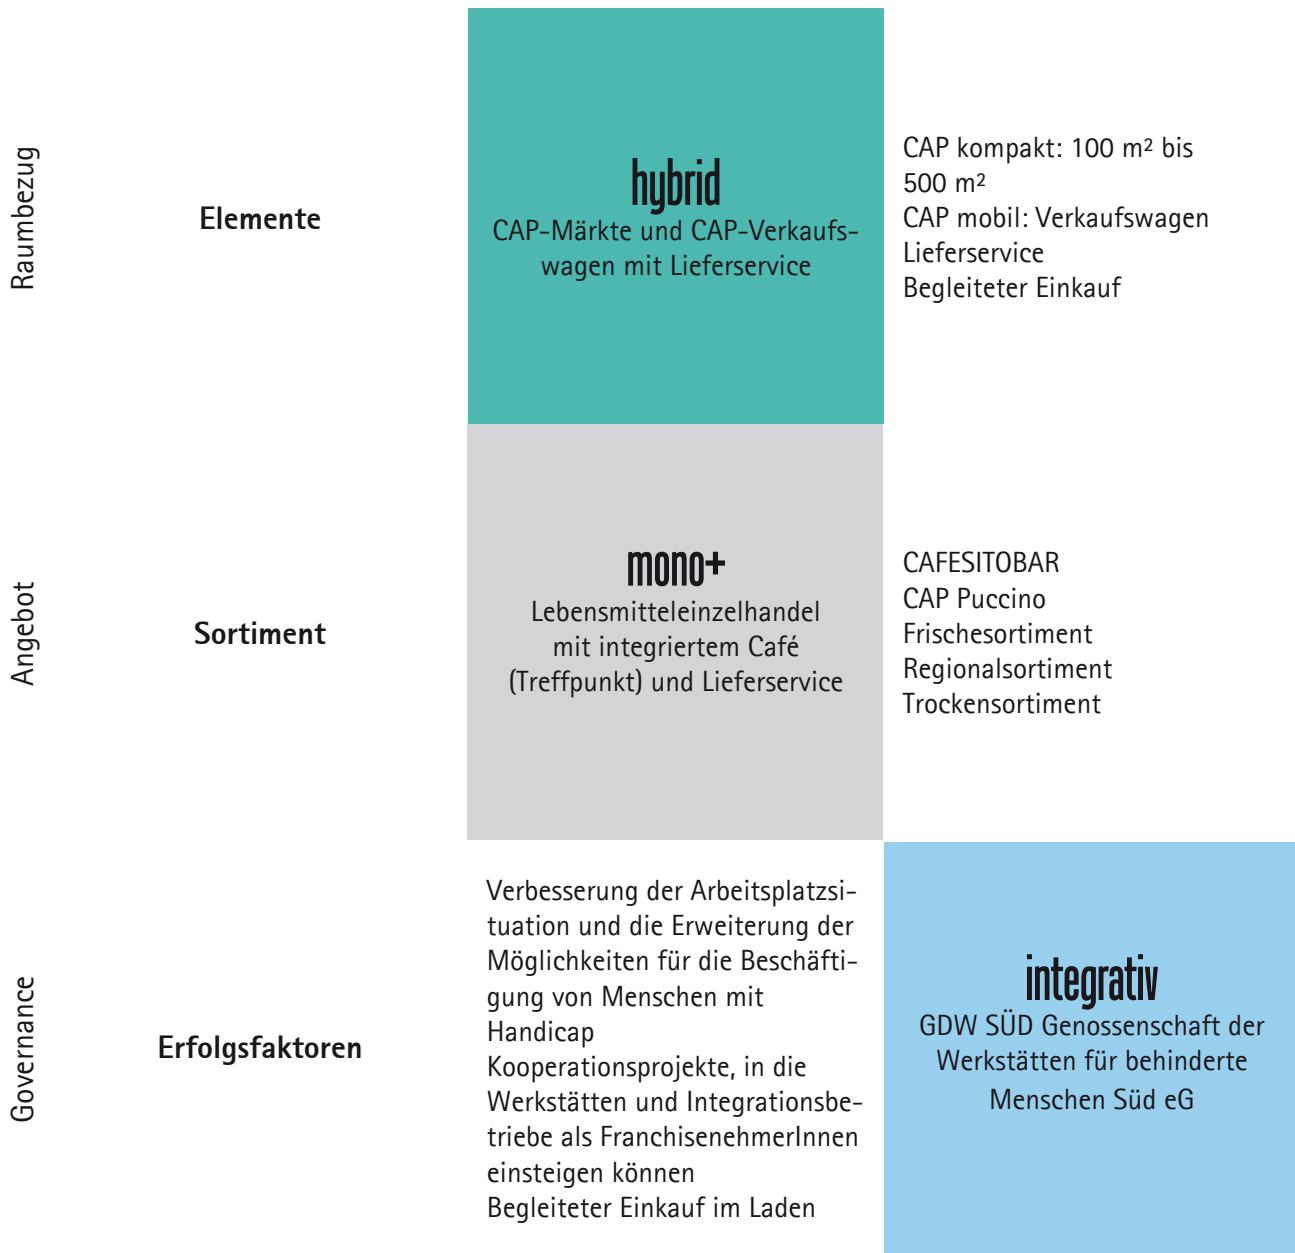 Raumbezug
Elemente
hybrid
CAP-Märkte und CAP-Verkaufs-
wagen mit Lieferservice
CAP kompakt: 100 m² bis
500 m²
CAP mobil: Verkaufswagen
Lieferservice
Begleiteter Einkauf
Angebot
Sortiment
mono+
Lebensmitteleinzelhandel
mit integriertem Café
(Treffpunkt) und Lieferservice
CAFESITOBAR
CAP Puccino
Frischesortiment
Regionalsortiment
Trockensortiment
Governance
Erfolgsfaktoren
Verbesserung der Arbeitsplatzsi-
tuation und die Erweiterung der
Möglichkeiten für die Beschäfti-
gung von Menschen mit
Handicap
Kooperationsprojekte, in die
Werkstätten und Integrationsbe-
triebe als FranchisenehmerInnen
einsteigen können
Begleiteter Einkauf im Laden
integrativ
GDW SÜD Genossenschaft der
Werkstätten für behinderte
Menschen Süd eG